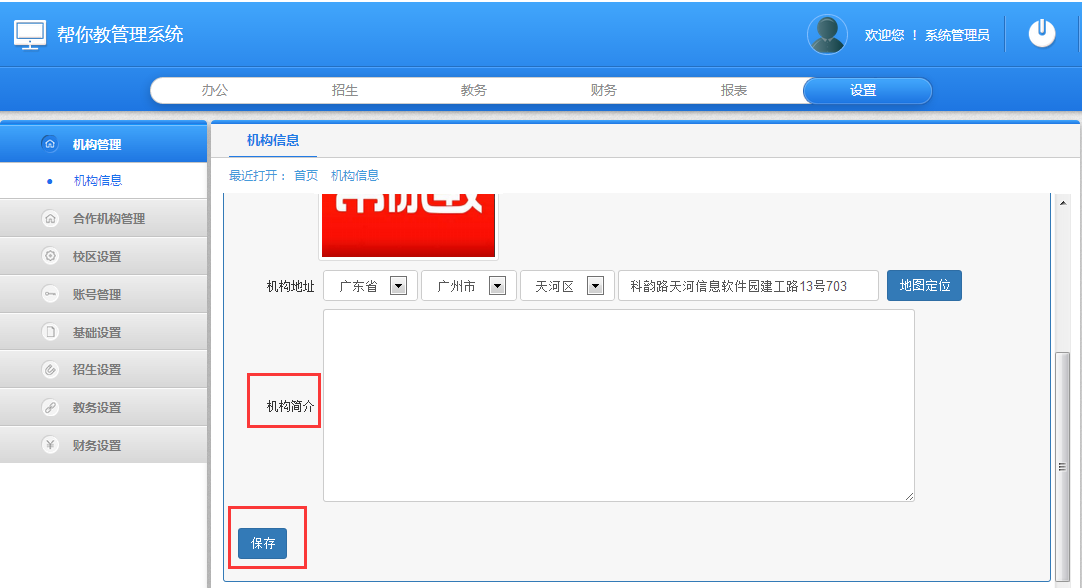 帮你教管理系统
欢迎您 ！ 系统管理员
办公 招生 教务 财务 报表 设置
机构管理
机构信息
合作机构管理
校区设置
账号管理
基础设置
招生设置
教务设置
财务设置
机构信息
最近打开： 首页 机构信息
帮你教
机构地址 广东省 广州市 天河区 科韵路天河信息软件园建工路13号703 地图定位
机构简介
保存